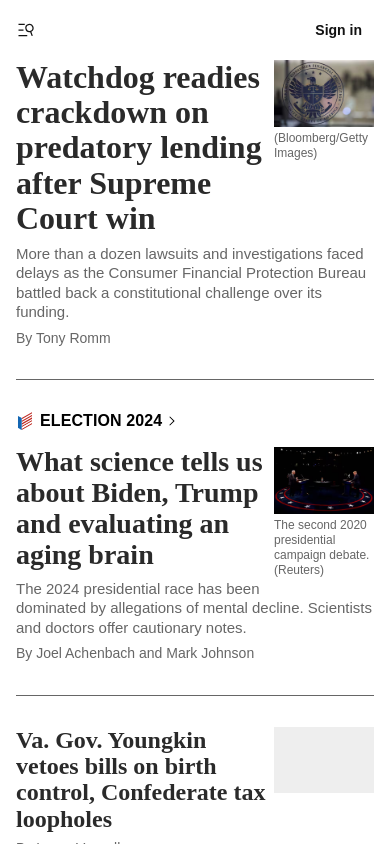 Sign in
Watchdog readies
crackdown on
predatory lending
after Supreme
Court win
(Bloomberg/Getty
Images)
More than a dozen lawsuits and investigations faced
delays as the Consumer Financial Protection Bureau
battled back a constitutional challenge over its
funding.
By Tony Romm
ELECTION 2024
What science tells us
about Biden, Trump
and evaluating an
aging brain
The second 2020
presidential
campaign debate.
(Reuters)
The 2024 presidential race has been
dominated by allegations of mental decline. Scientists
and doctors offer cautionary notes.
By Joel Achenbach and Mark Johnson
Va. Gov. Youngkin
vetoes bills on birth
control, Confederate tax
loopholes